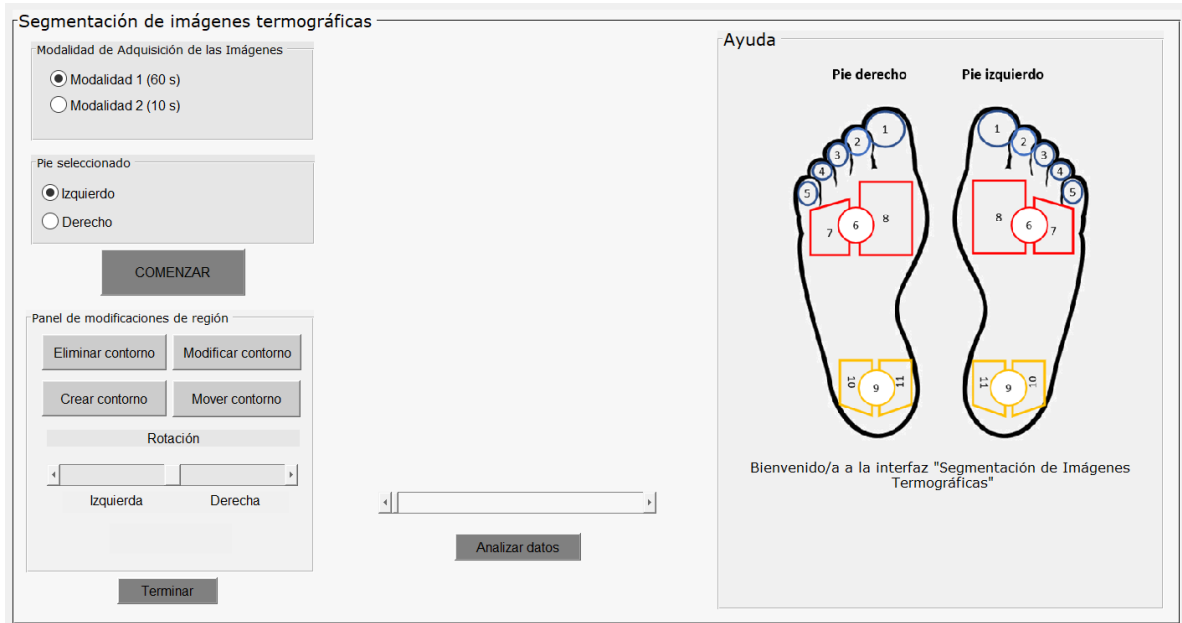 Segmentación de imágenes termográficas
Modalidad de Adquisición de las Imágenes
Modalidad 1 (60 s)
Modalidad 2 (10 s)
Pie seleccionado
Izquierdo
Derecho
COMENZAR
Panel de modificaciones de región
Eliminar contorno
Modificar contorno
Crear contorno
Mover contorno
Rotación
Izquierda
Derecha
Terminar
Analizar datos
Ayuda
Pie derecho
Pie izquierdo
1
2
3
4
5
6
7
8
9
10
11
1
2
3
4
5
8
6
7
11
9
10
Bienvenido/a a la interfaz "Segmentación de Imágenes
Termográficas"